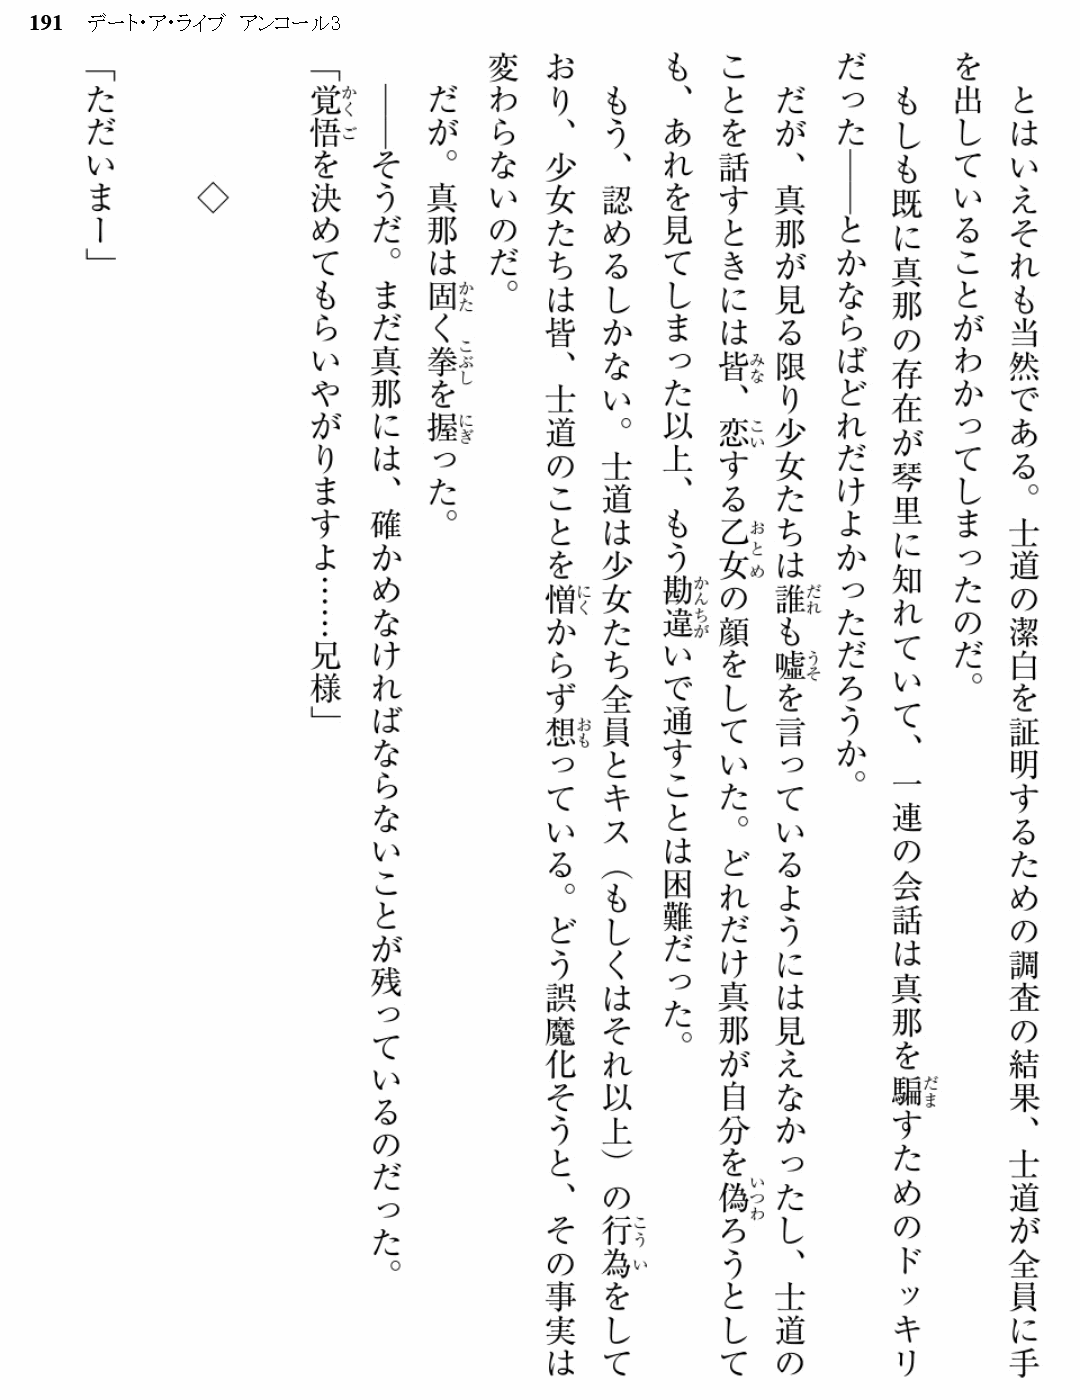 191 デート・ア・ライブ アンコール3
　とはいえそれも当然である。士道の潔白を証明するための調査の結果、士道が全員に手
を出していることがわかってしまったのだ。
　もしも既に真那の存在が琴里に知れていて、一連の会話は真那を騙すためのドッキリ
だった――とかならばどれだけよかっただろうか。
　だが、真那が見る限り少女たちは誰も嘘を言っているようには見えなかったし、士道の
ことを話すときには皆、恋する乙女の顔をしていた。どれだけ真那が自分を偽ろうとして
も、あれを見てしまった以上、もう勘違いで通すことは困難だった。
　もう、認めるしかない。士道は少女たち全員とキス（もしくはそれ以上）の行為をして
おり、少女たちは皆、士道のことを憎からず想っている。どう誤魔化そうと、その事実は
変わらないのだ。
　だが。真那は固く拳を握った。
　――そうだ。まだ真那には、確かめなければならないことが残っているのだった。
「覚悟を決めてもらいやがりますよ……兄様」
◇
「ただいまー」